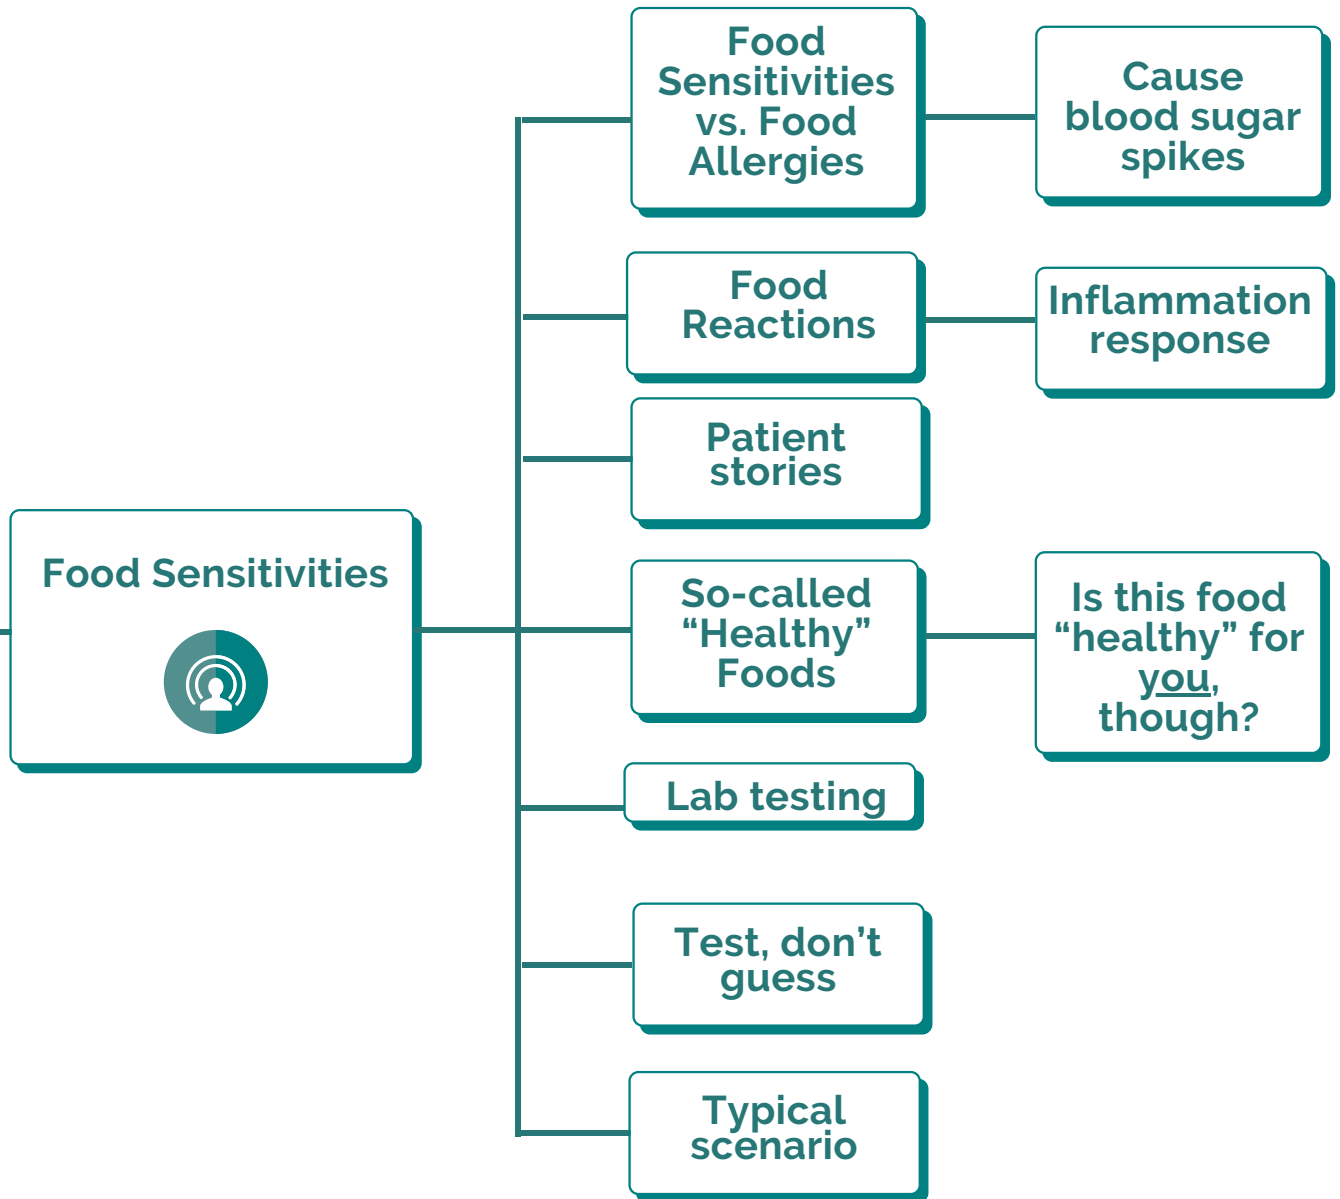 Food
Sensitivities
vs. Food
Allergies
Cause
blood sugar
spikes
Food
Reactions
Inflammation
response
Patient
stories
Food Sensitivities
So-called
“Healthy”
Foods
Is this food
“healthy” for
you,
though?
Lab testing
Test, don’t
guess
Typical
scenario